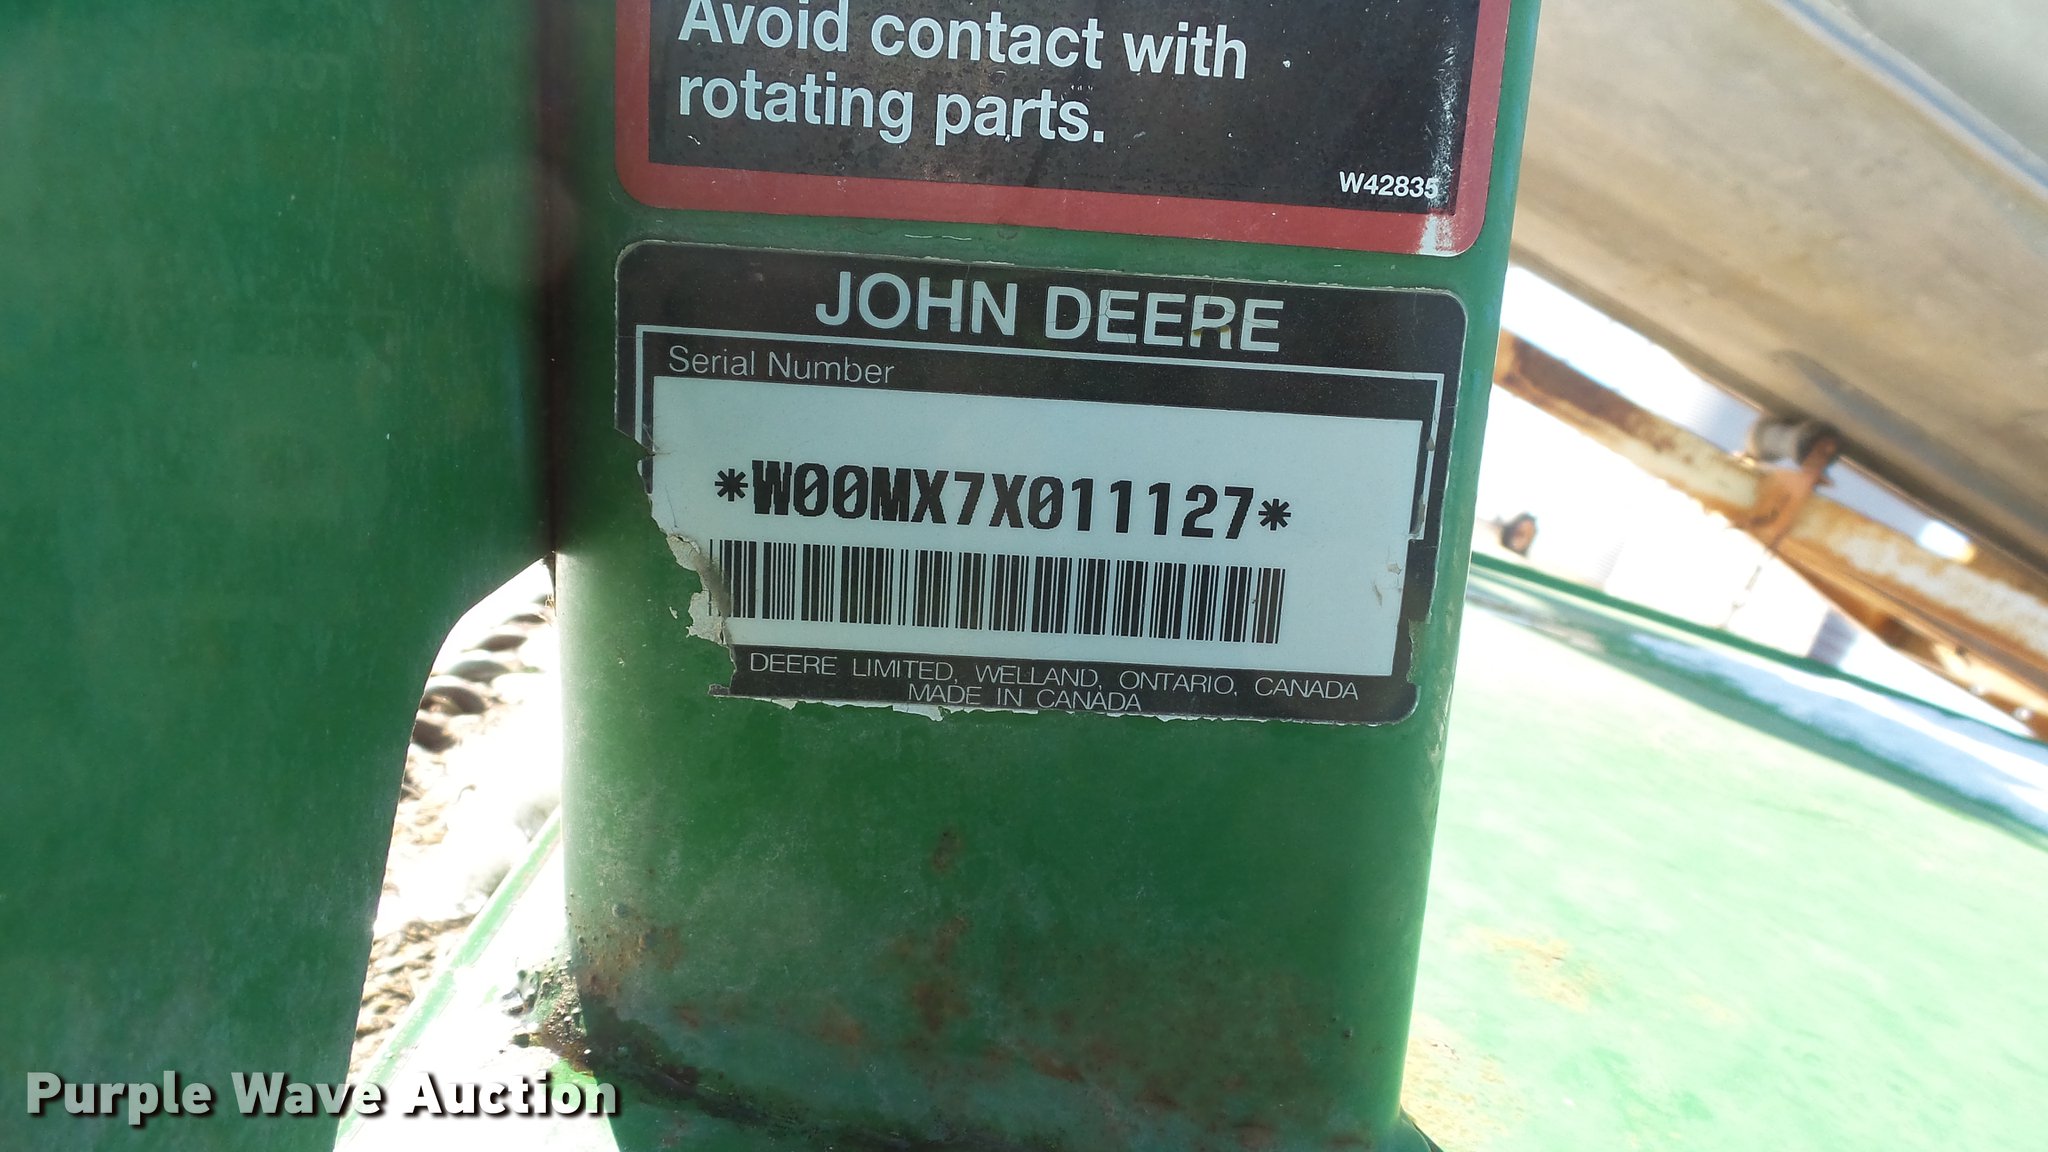 Avoid contact with
rotating parts.
W42835
JOHN DEERE
Serial Number
*W00MX7X011127*
DEERE LIMITED, WELLAND, ONTARIO, CANADA
MADE IN CANADA
Purple Wave Auction